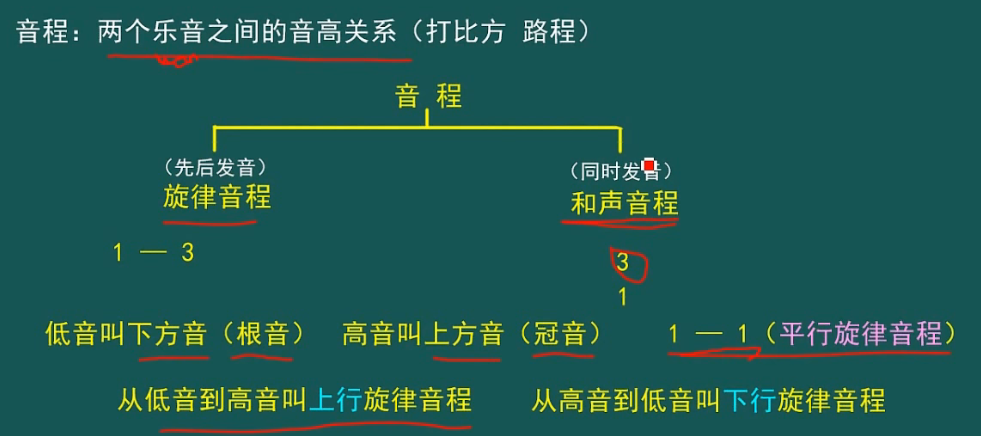 音程：两个乐音之间的音高关系（打比方 路程）
音 程
（先后发音）
旋律音程
（同时发音）
和声音程
1 — 3
3
1
低音叫下方音（根音） 高音叫上方音（冠音） 1 — 1（平行旋律音程）
从低音到高音叫上行旋律音程 从高音到低音叫下行旋律音程